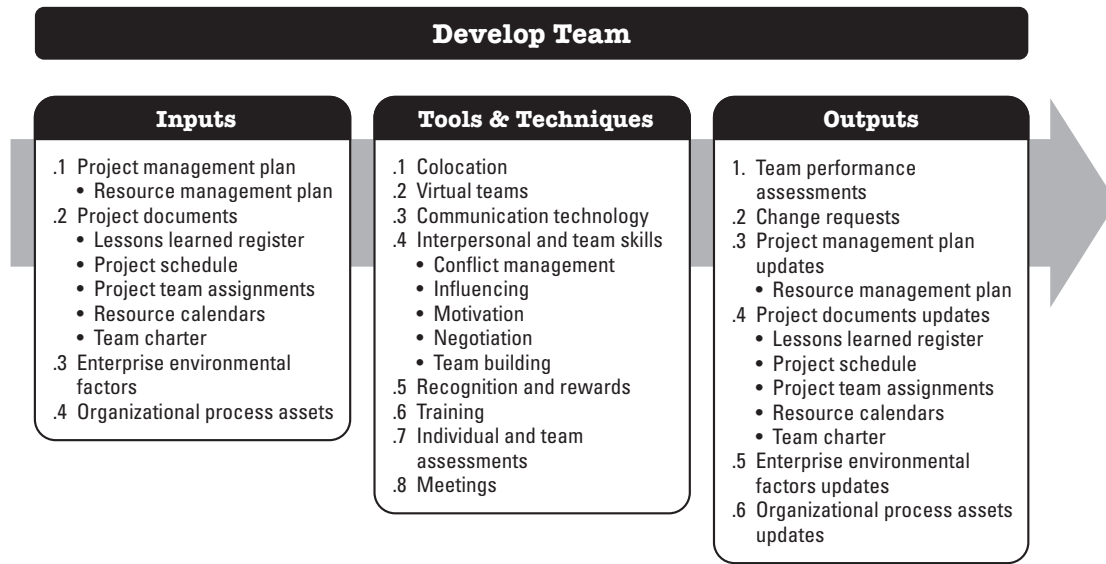 Develop Team
Inputs
.1 Project management plan
• Resource management plan
.2 Project documents
• Lessons learned register
• Project schedule
• Project team assignments
• Resource calendars
• Team charter
.3 Enterprise environmental
factors
.4 Organizational process assets
Tools & Techniques
.1 Colocation
.2 Virtual teams
.3 Communication technology
.4 Interpersonal and team skills
• Conflict management
• Influencing
• Motivation
• Negotiation
• Team building
.5 Recognition and rewards
.6 Training
.7 Individual and team
assessments
.8 Meetings
Outputs
1. Team performance
assessments
.2 Change requests
.3 Project management plan
updates
• Resource management plan
.4 Project documents updates
• Lessons learned register
• Project schedule
• Project team assignments
• Resource calendars
• Team charter
.5 Enterprise environmental
factors updates
.6 Organizational process assets
updates